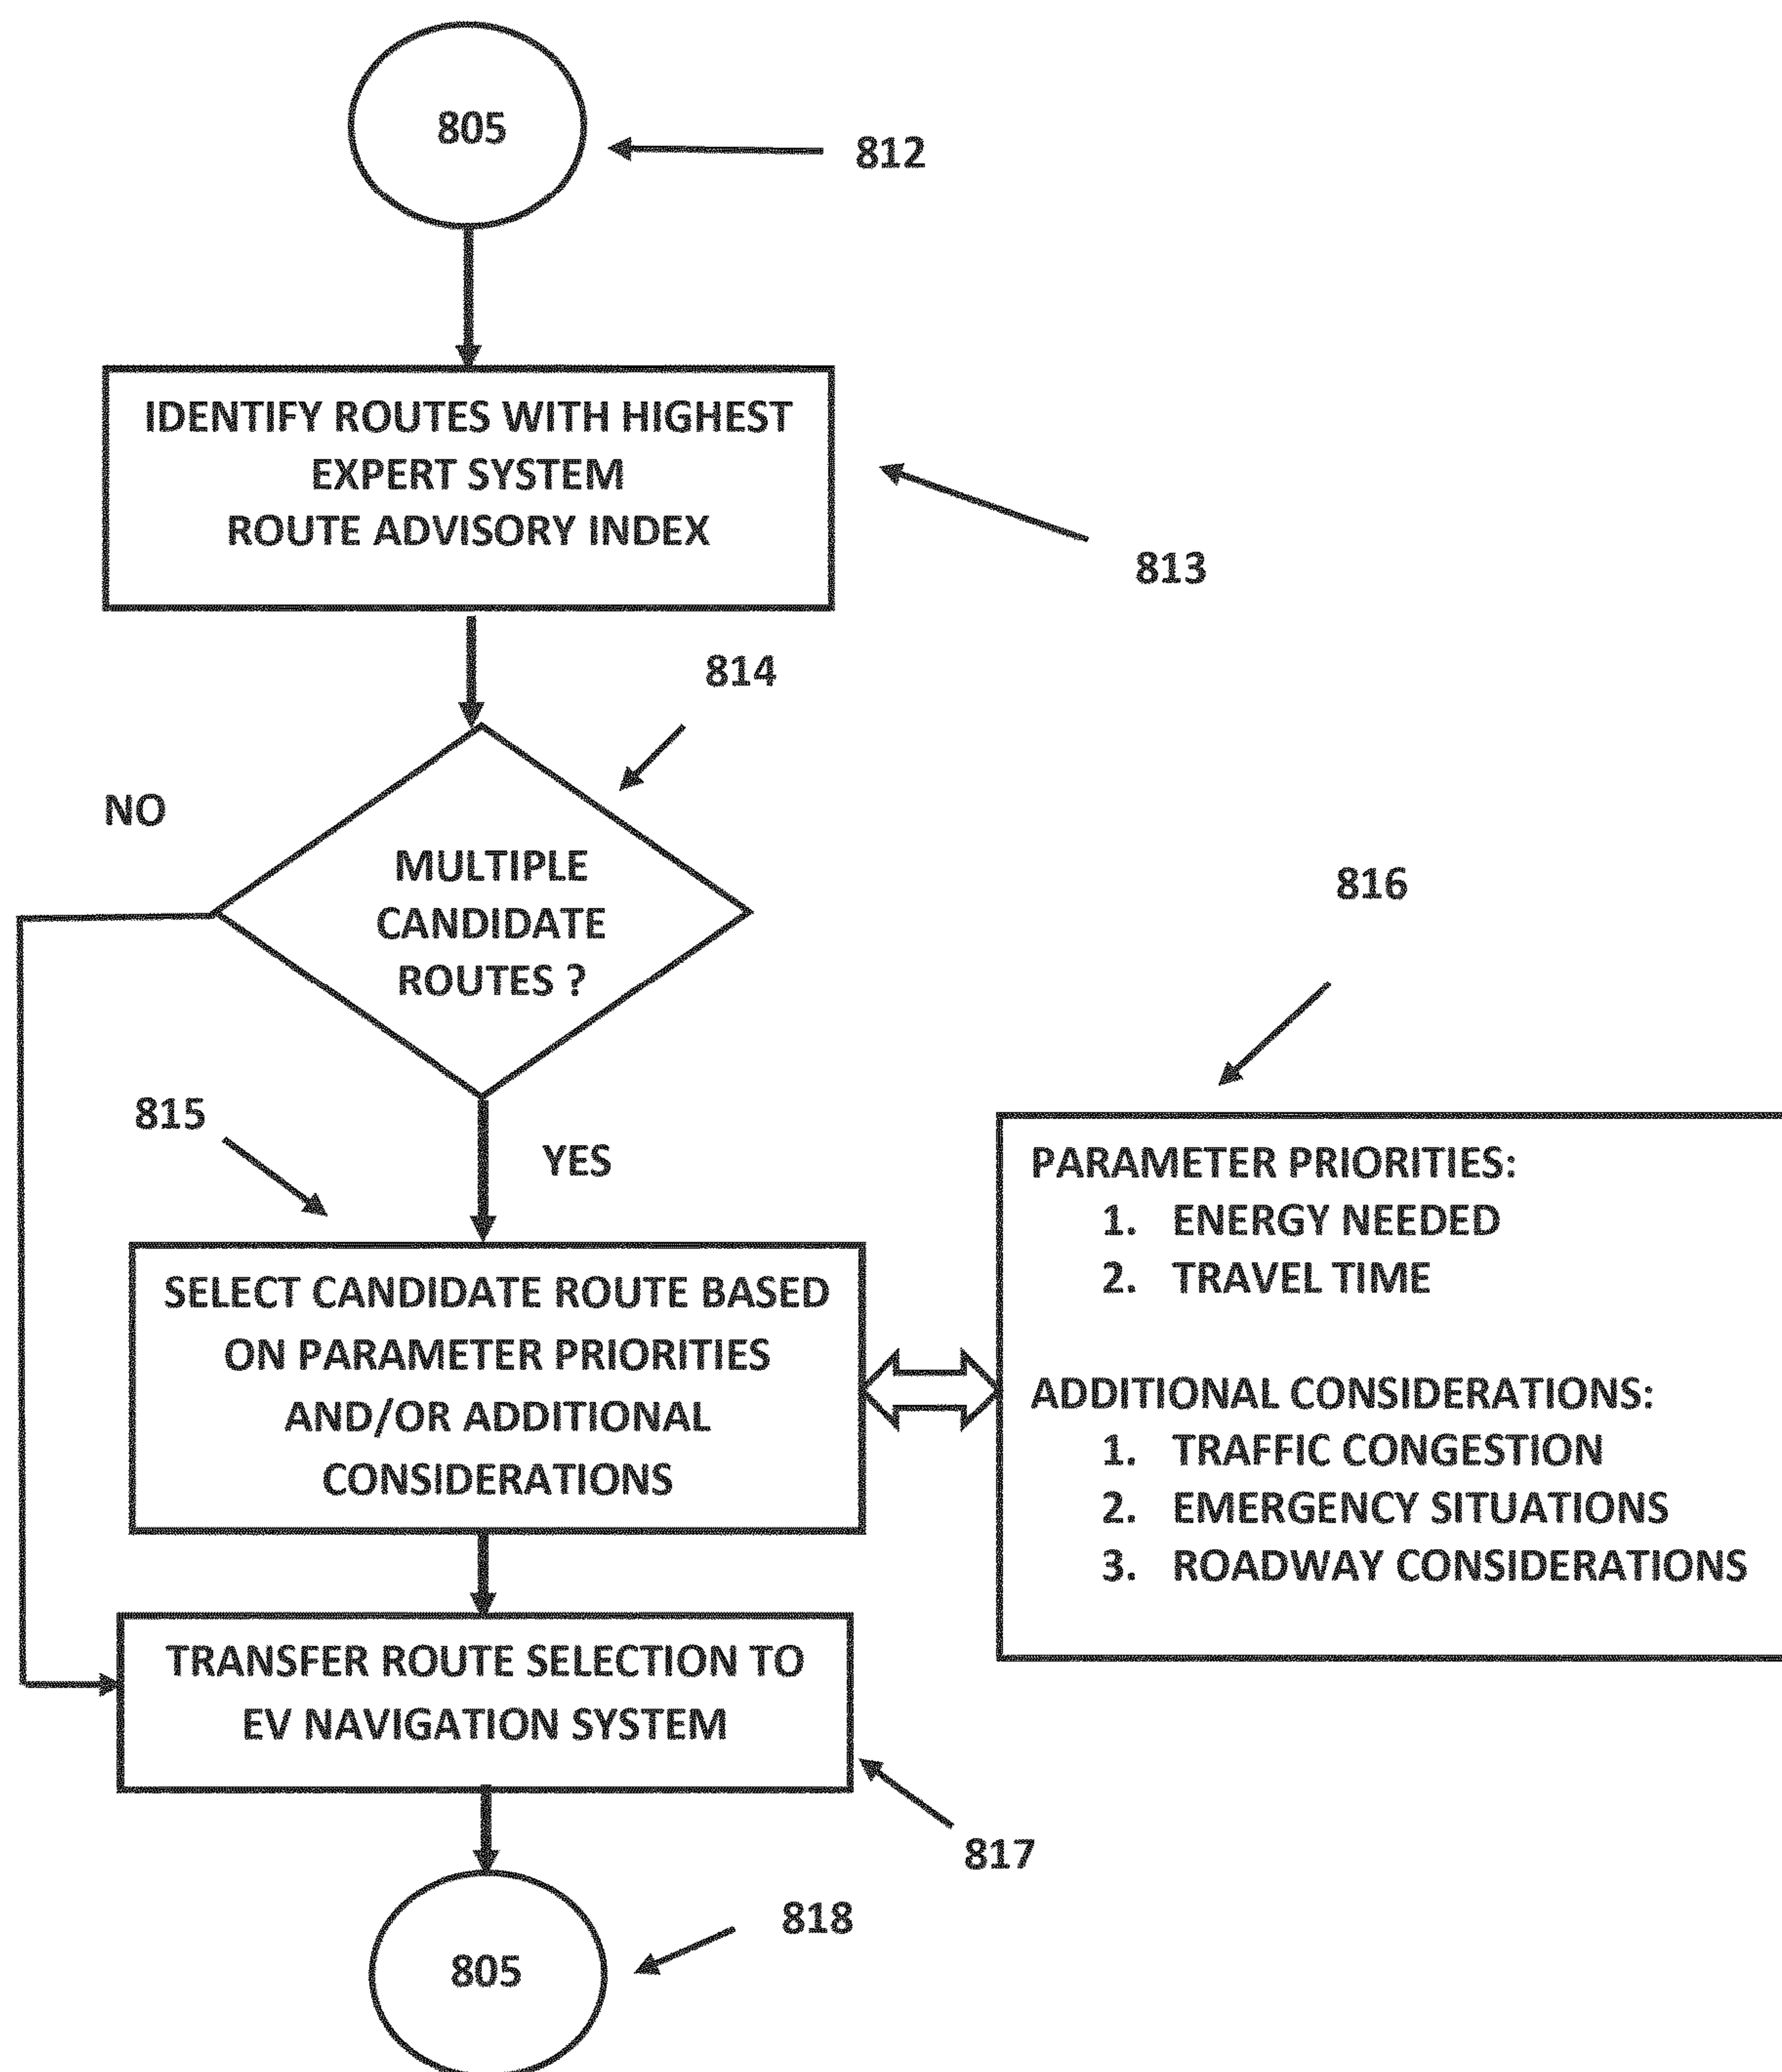 805
812
IDENTIFY ROUTES WITH HIGHEST
EXPERT SYSTEM
ROUTE ADVISORY INDEX
813
814
NO
MULTIPLE
CANDIDATE
ROUTES ?
816
815
YES
PARAMETER PRIORITIES:
1. ENERGY NEEDED
2. TRAVEL TIME
ADDITIONAL CONSIDERATIONS:
1. TRAFFIC CONGESTION
2. EMERGENCY SITUATIONS
3. ROADWAY CONSIDERATIONS
SELECT CANDIDATE ROUTE BASED
ON PARAMETER PRIORITIES
AND/OR ADDITIONAL
CONSIDERATIONS
TRANSFER ROUTE SELECTION TO
EV NAVIGATION SYSTEM
817
818
805